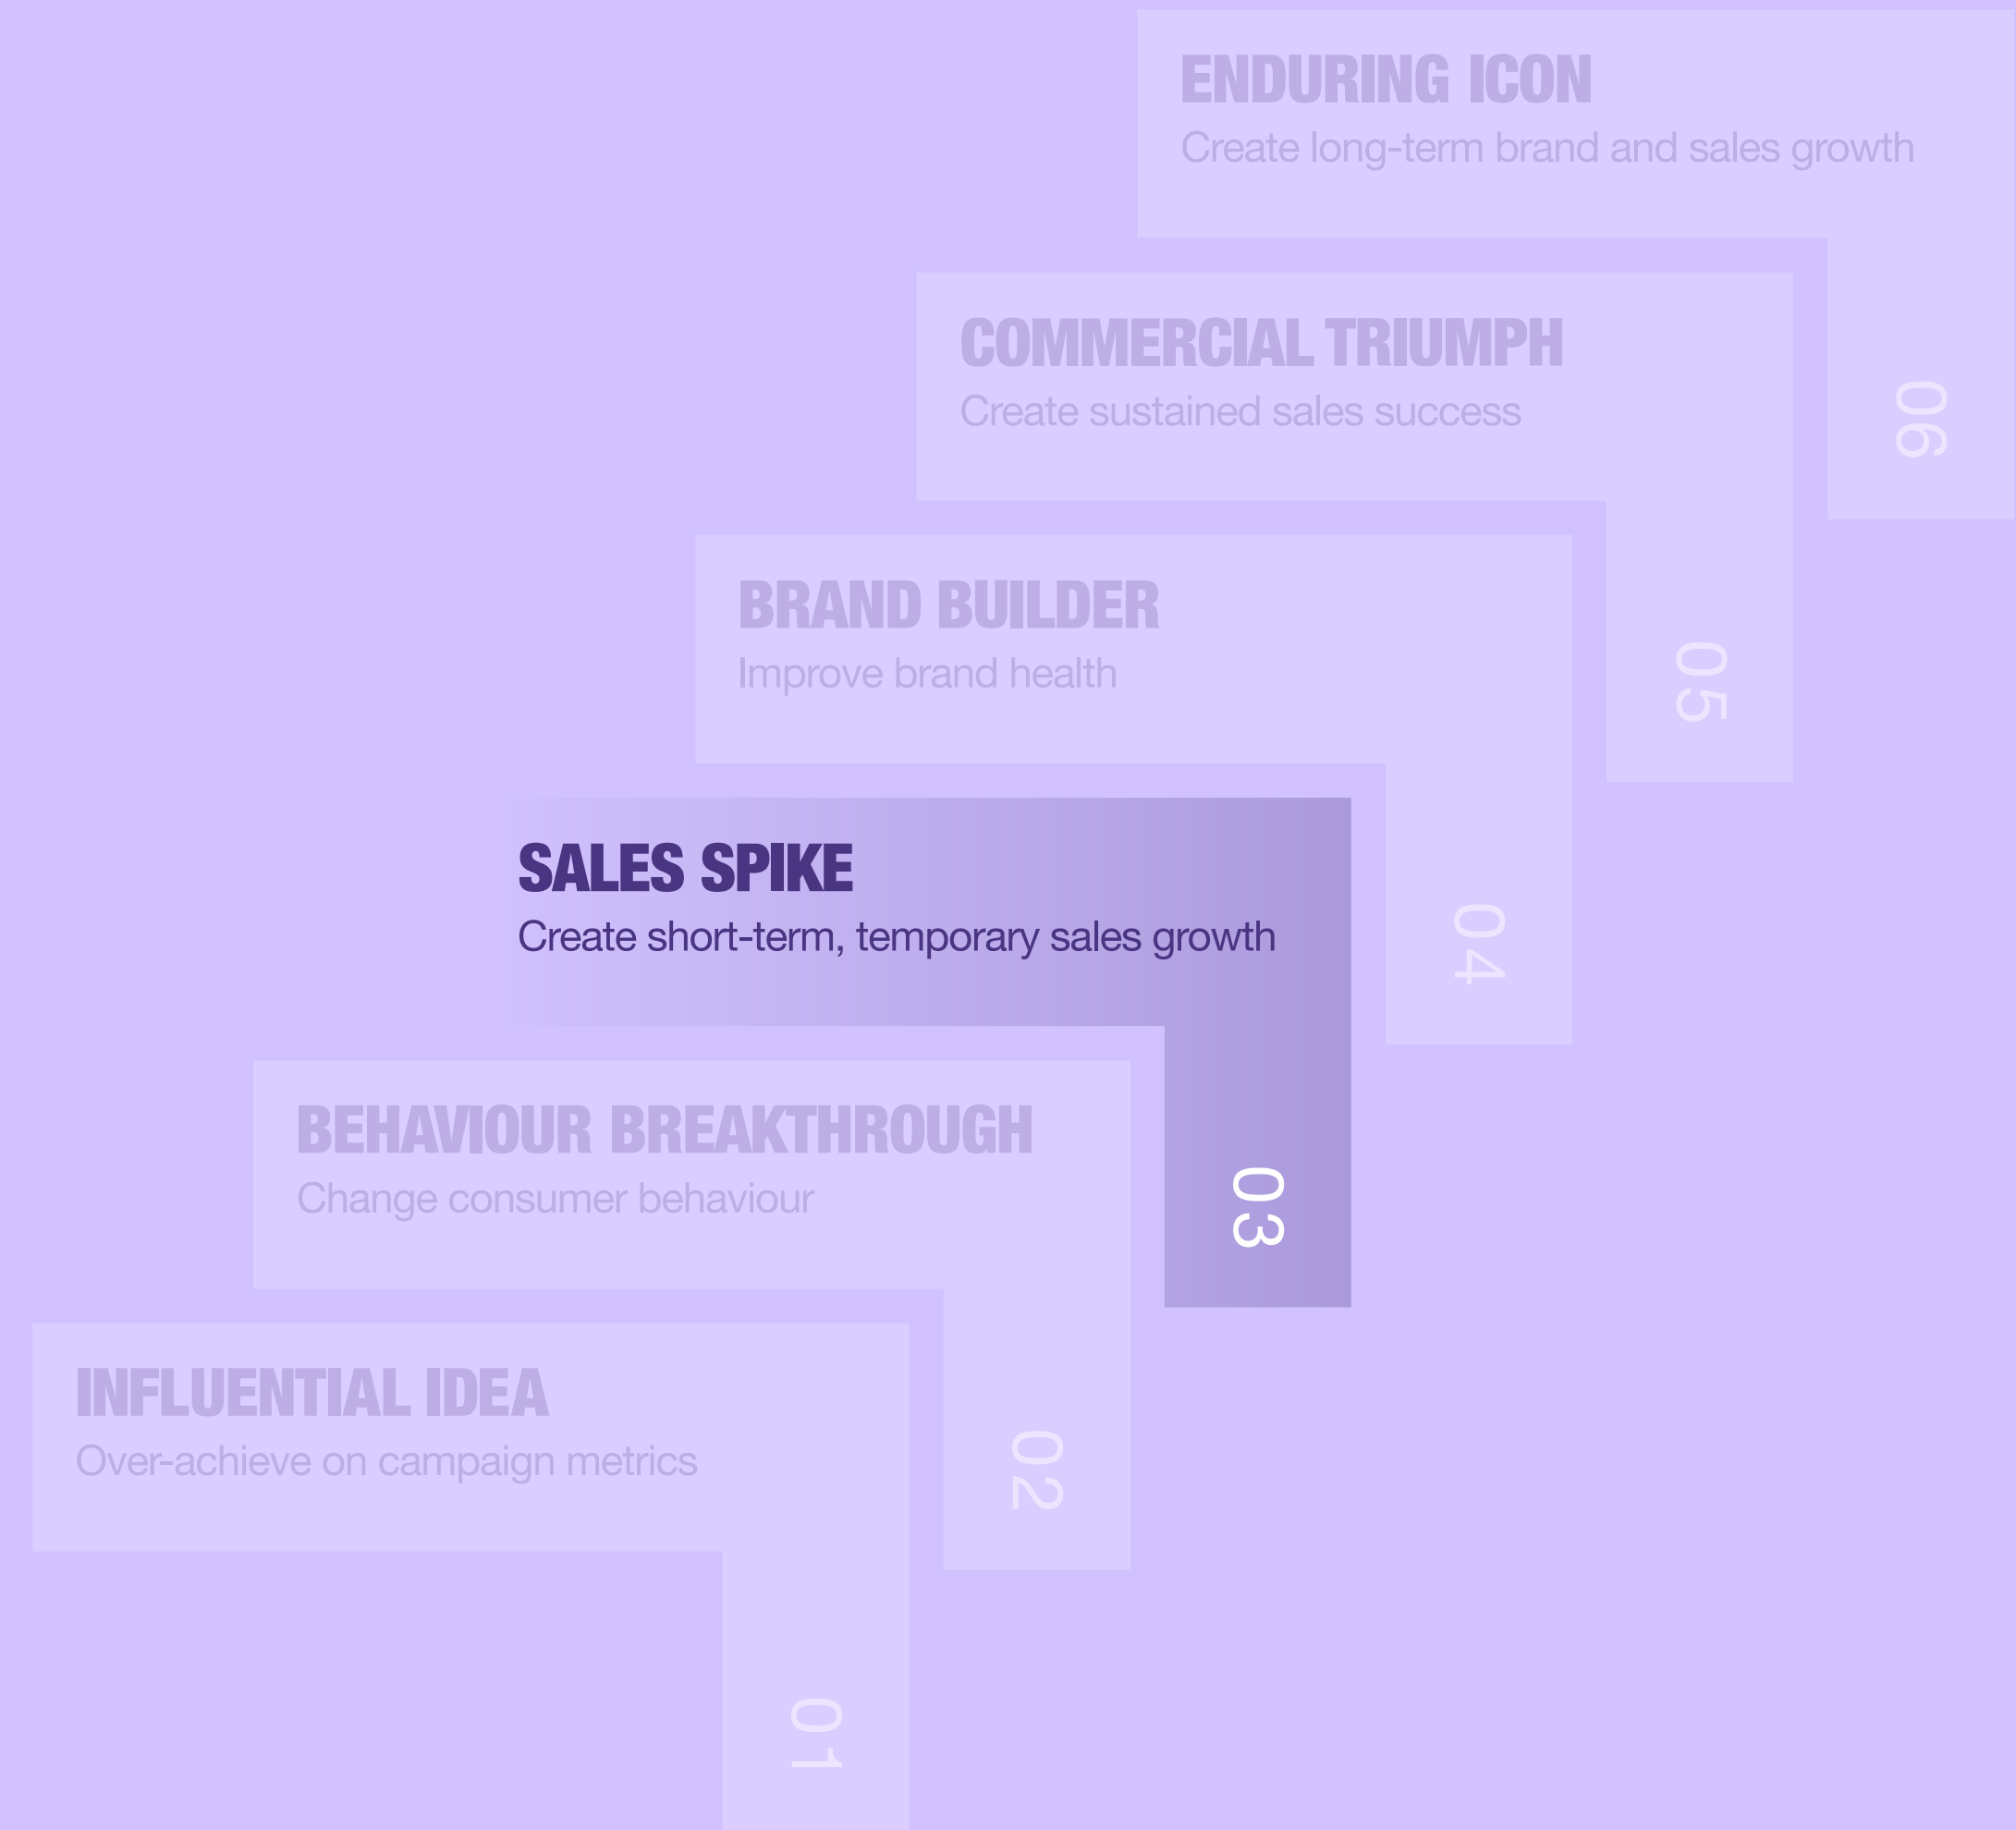 ENDURING ICON
Create long-term brand and sales growth
06
COMMERCIAL TRIUMPH
Create sustained sales success
05
BRAND BUILDER
Improve brand health
04
SALES SPIKE
Create short-term, temporary sales growth
03
BEHAVIOUR BREAKTHROUGH
Change consumer behaviour
02
INFLUENTIAL IDEA
Over-achieve on campaign metrics
01